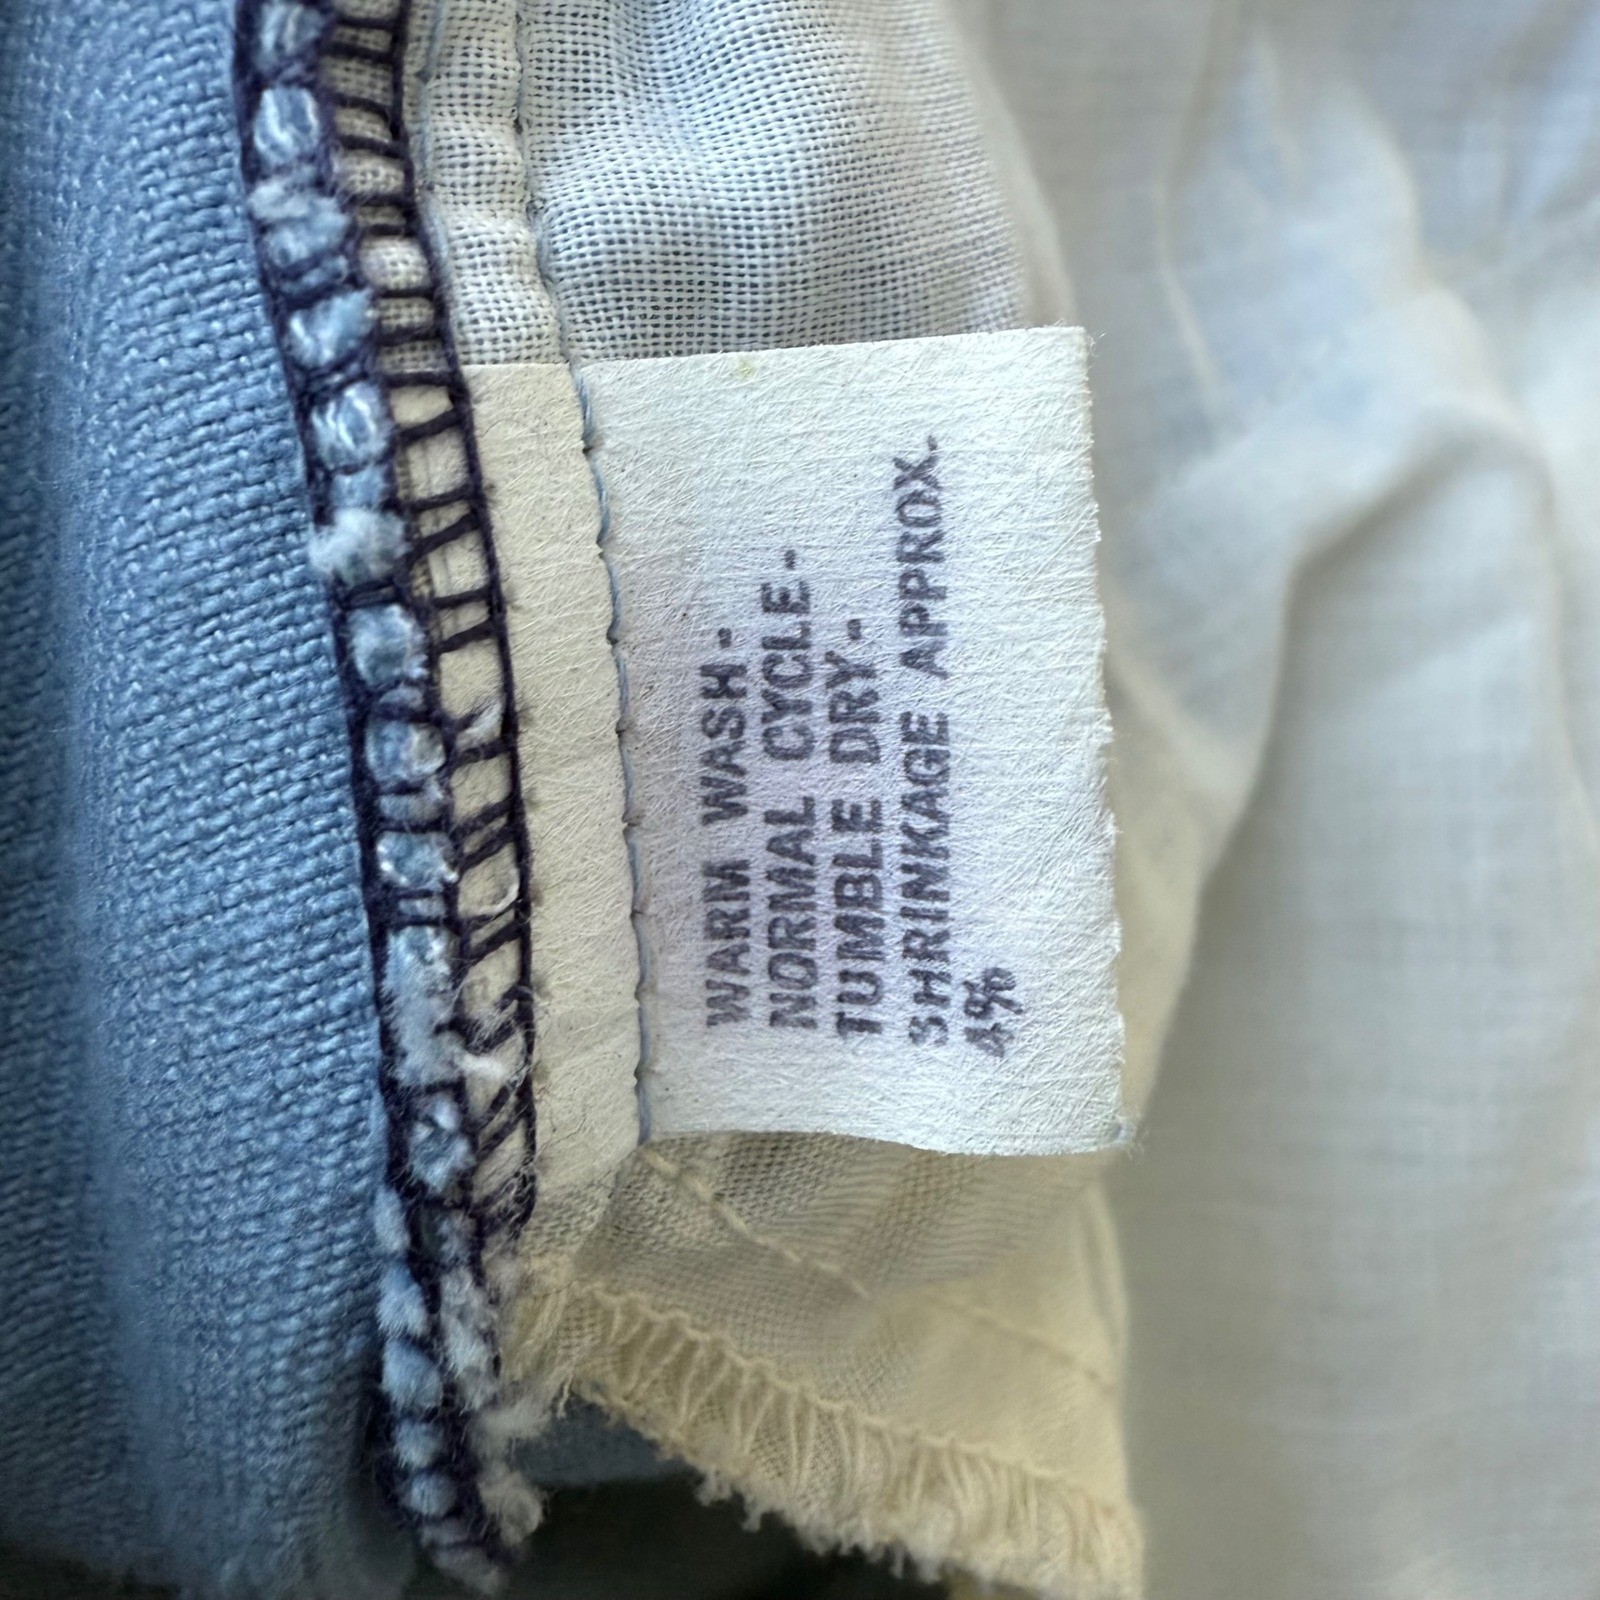 WARM WASH-
NORMAL CYCLE-
TUMBLE DRY-
SHRINKAGE APPROX.
4%